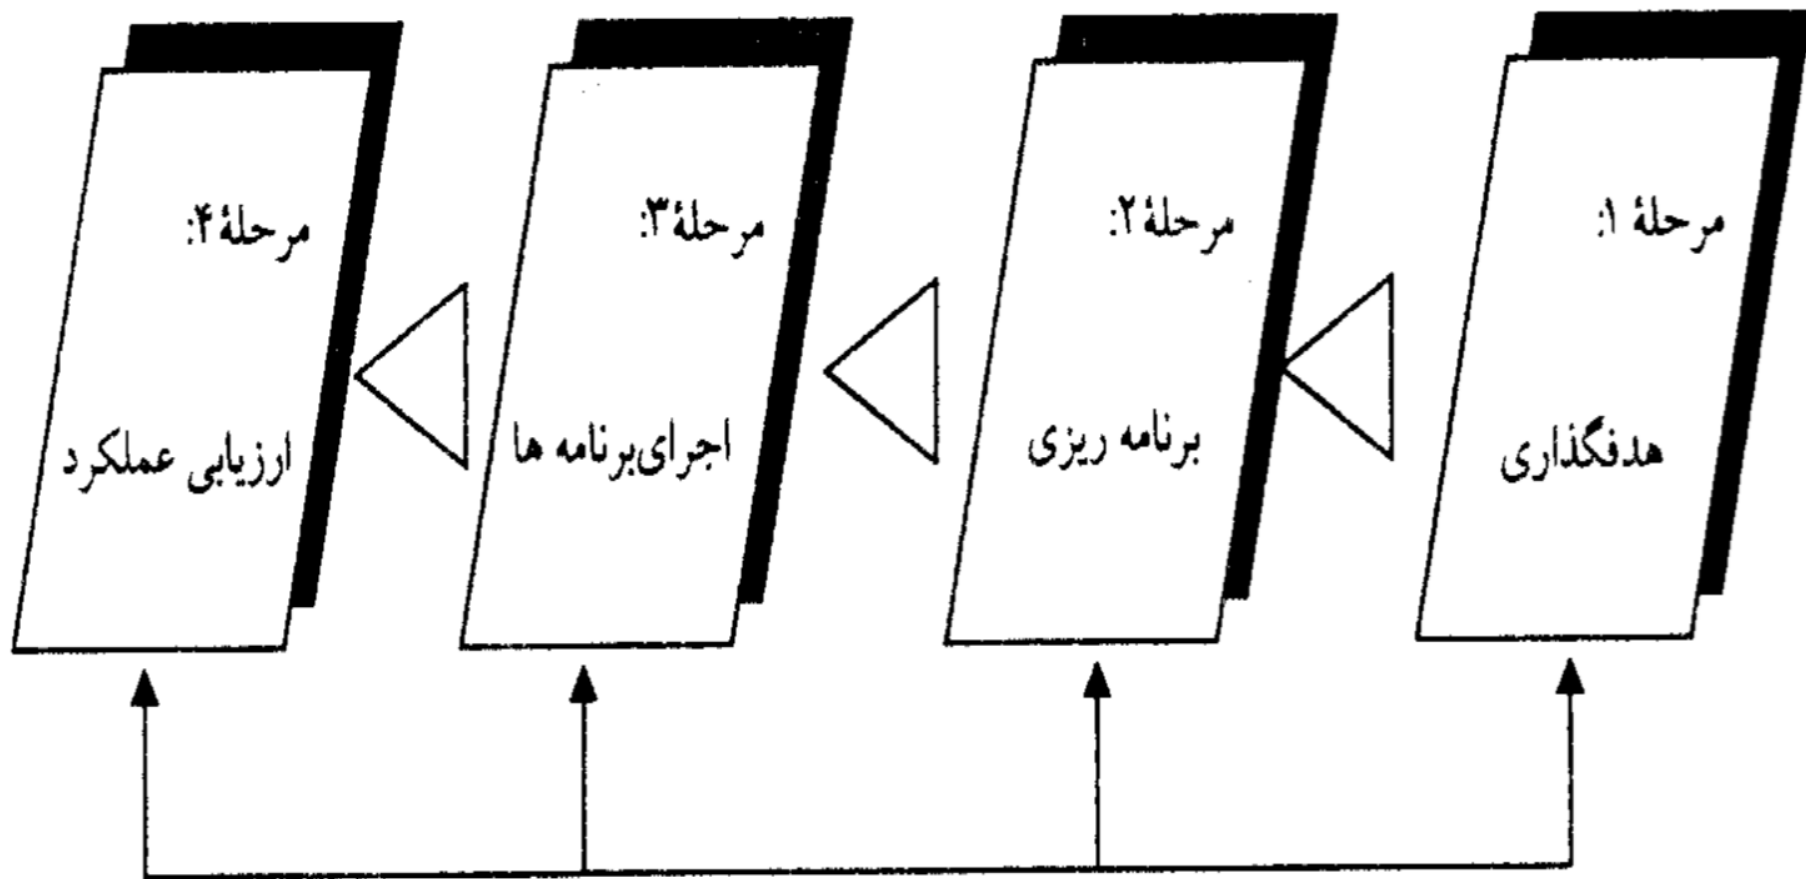 مرحلهٔ ۱:
هدفگذاری
مرحلهٔ ۲:
برنامه ریزی
مرحلهٔ ۳:
اجرای برنامه ها
مرحلهٔ ۴:
ارزیابی عملکرد